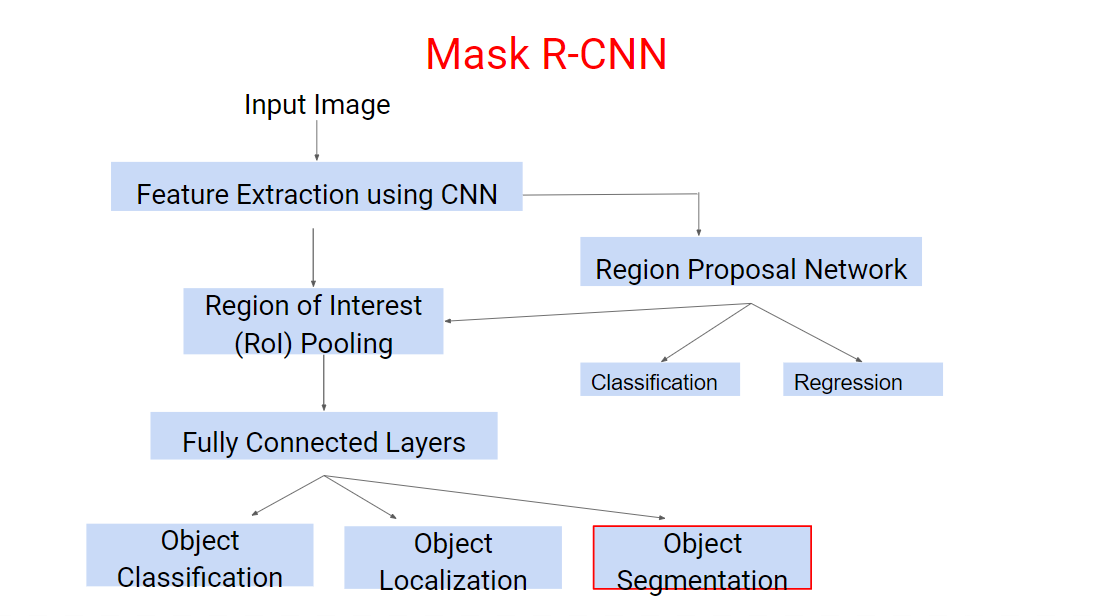 Mask R-CNN
Input Image
Feature Extraction using CNN
Region Proposal Network
Region of Interest
(RoI) Pooling
Classification
Regression
Fully Connected Layers
Object
Classification
Object
Localization
Object
Segmentation